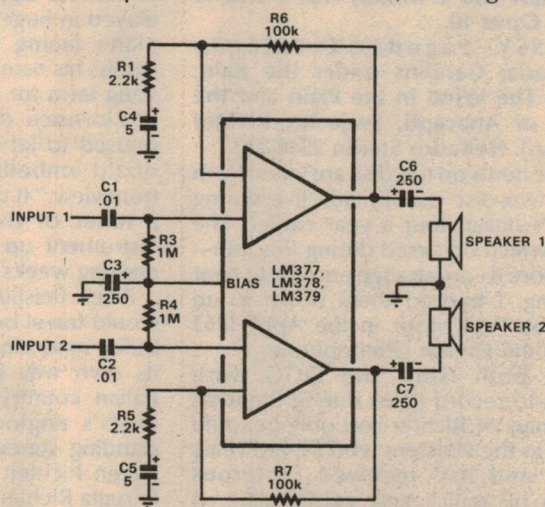 R6
100k
R1
2.2k
C4
5
C1
.01
INPUT 1
R3
1M
C3
250
R4
1M
BIAS
LM377,
LM378,
LM379
INPUT 2
C2
.01
R5
2.2k
C5
5
R7
100k
C6
250
SPEAKER 1
SPEAKER 2
C7
250